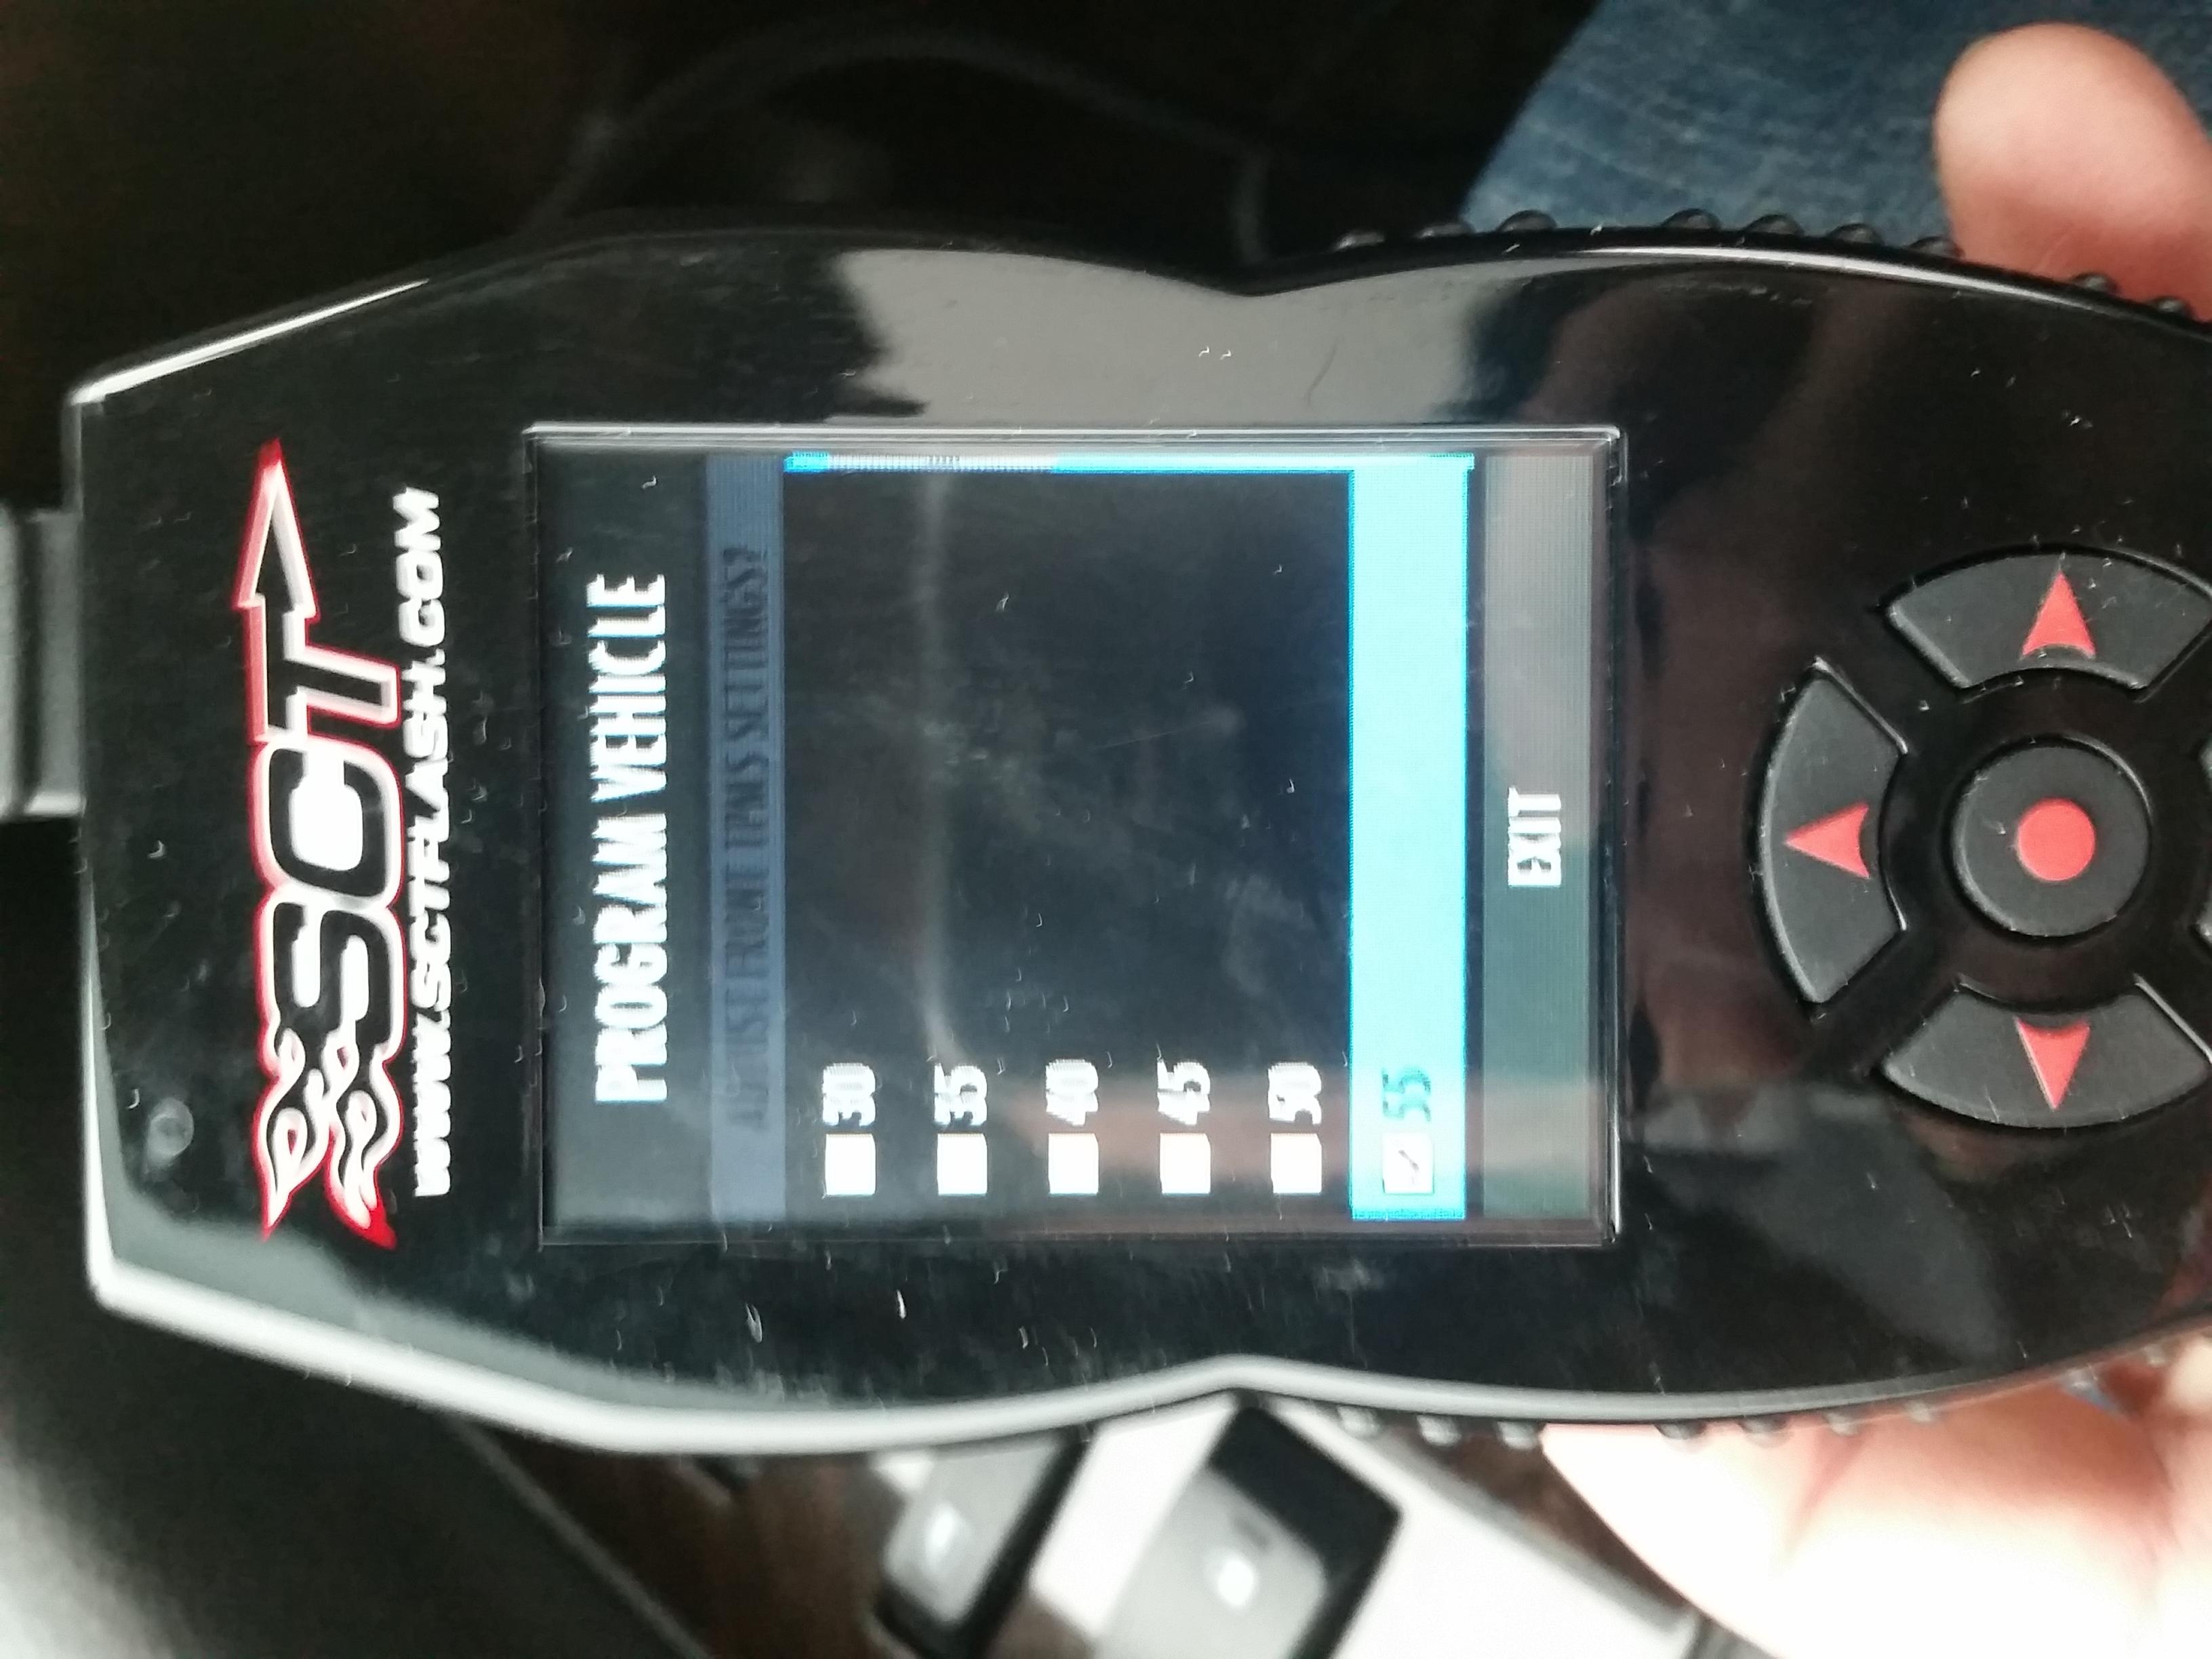 SCT
WWW.SCTFLASH.COM
PROGRAM VEHICLE
ADJUST FRONT TPMS SETTINGS?
30
35
40
45
50
55
EXIT